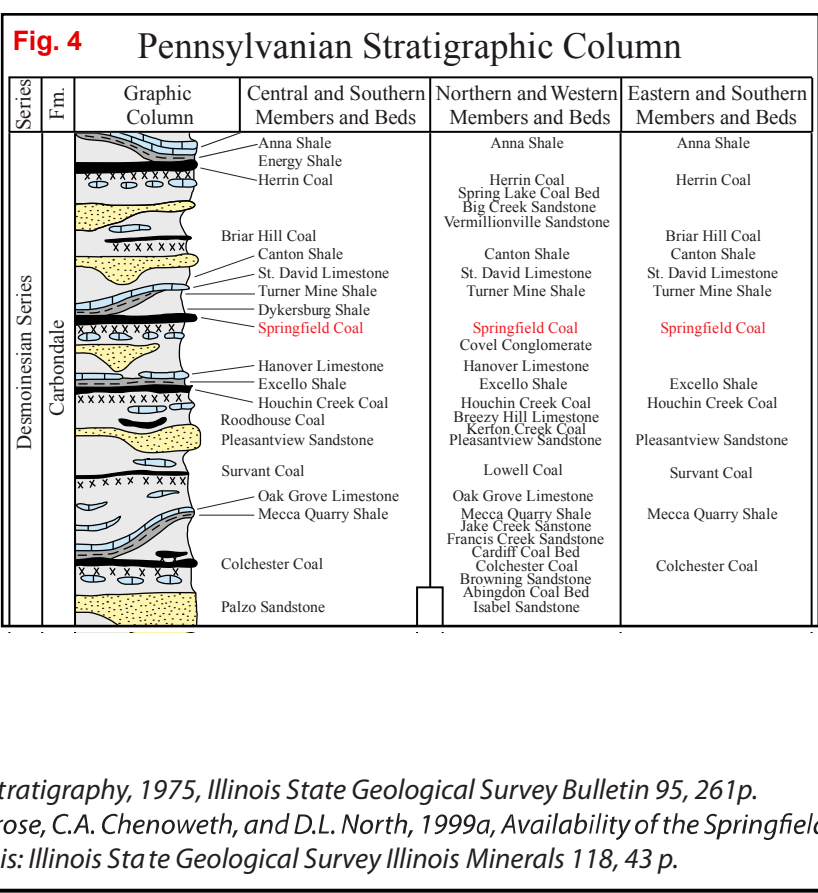 Fig. 4
Pennsylvanian Stratigraphic Column
Series
Fm.
Graphic
Column
Central and Southern
Members and Beds
Northern and Western
Members and Beds
Eastern and Southern
Members and Beds
Desmoinesian Series
Carbondale
Anna Shale
Energy Shale
Herrin Coal
Briar Hill Coal
Canton Shale
St. David Limestone
Turner Mine Shale
Dykersburg Shale
Springfield Coal
Hanover Limestone
Excello Shale
Houchin Creek Coal
Roodhouse Coal
Pleasantview Sandstone
Survant Coal
Oak Grove Limestone
Mecca Quarry Shale
Colchester Coal
Palzo Sandstone
Anna Shale
Herrin Coal
Spring Lake Coal Bed
Big Creek Sandstone
Vermillionville Sandstone
Canton Shale
St. David Limestone
Turner Mine Shale
Springfield Coal
Covel Conglomerate
Hanover Limestone
Excello Shale
Houchin Creek Coal
Breezy Hill Limestone
Kerton Creek Coal
Pleasantview Sandstone
Lowell Coal
Oak Grove Limestone
Mecca Quarry Shale
Jake Creek Sanstone
Francis Creek Sandstone
Cardiff Coal Bed
Colchester Coal
Browning Sandstone
Abingdon Coal Bed
Isabel Sandstone
Anna Shale
Herrin Coal
Briar Hill Coal
Canton Shale
St. David Limestone
Turner Mine Shale
Springfield Coal
Excello Shale
Houchin Creek Coal
Pleasantview Sandstone
Survant Coal
Mecca Quarry Shale
Colchester Coal
tratigraphy, 1975, Illinois State Geological Survey Bulletin 95, 261p.
rose, C.A. Chenoweth, and D.L. North, 1999a, Availability of the Springfiel
is: Illinois State Geological Survey Illinois Minerals 118, 43 p.